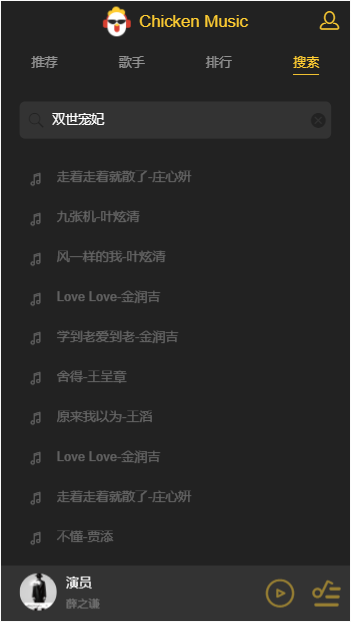 Chicken Music
推荐 歌手 排行 搜索
双世宠妃
走着走着就散了-庄心妍
九张机-叶炫清
风一样的我-叶炫清
Love Love-金润吉
学到老爱到老-金润吉
舍得-王呈章
原来我以为-王滔
Love Love-金润吉
走着走着就散了-庄心妍
不懂-贾添
演员
薛之谦